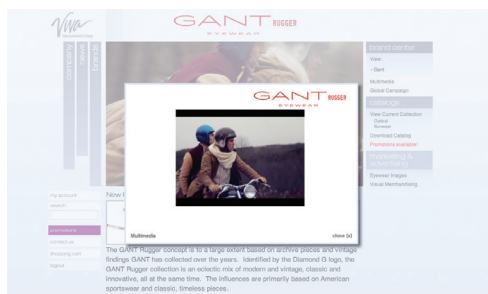 Viva
GANT RUGGER
EYEWEAR
company
news
brands
brand center
View:
- Gant
Multimedia
Global Campaign
catalogs
View Current Collection
Optical
Download Catalog
Promotions available!
marketing &
advertising
Eyewear Images
Visual Merchandising
GANT RUGGER
EYEWEAR
Multimedia
close [x]
my account
search
promotions
contact us
shopping cart
logout
The GANT Rugger concept is to a large extent based on archive pieces and vintage
findings GANT has collected over the years. Identified by the Diamond G logo, the
GANT Rugger collection is an eclectic mix of modern and vintage, classic and
innovative, all at the same time. The influences are primarily based on American
sportswear and classic, timeless pieces.